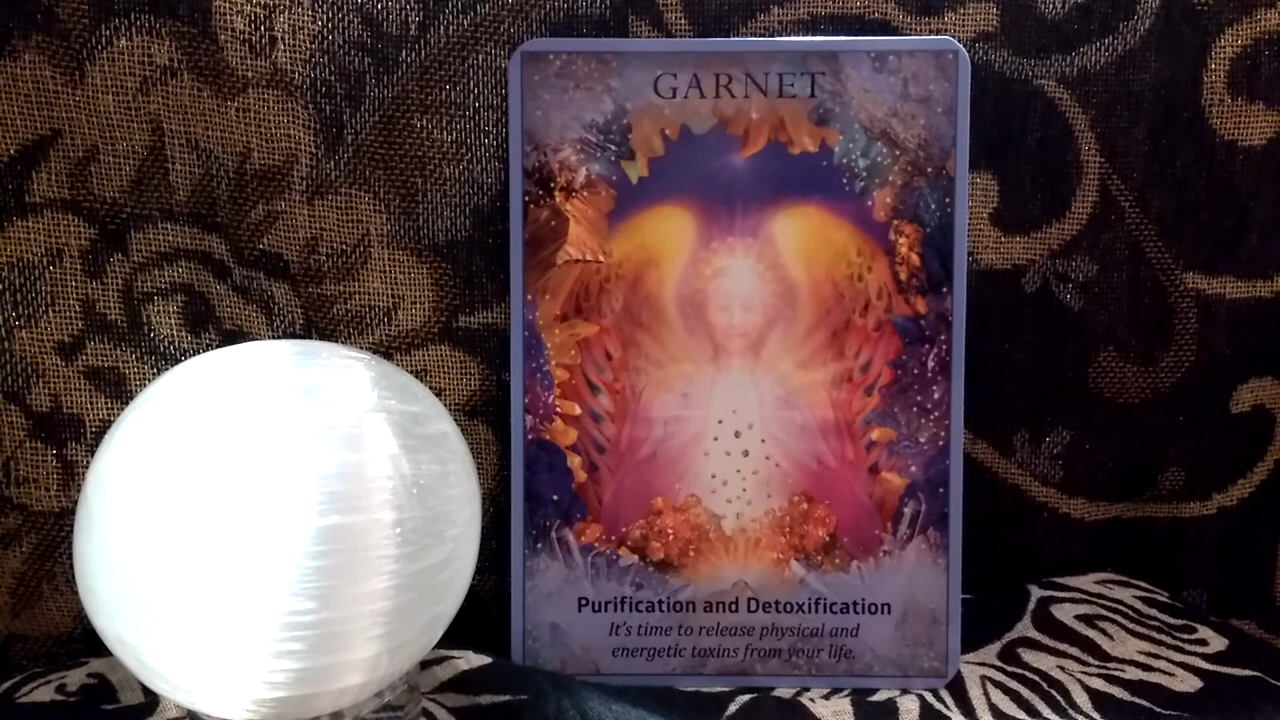 GARNET
Purification and Detoxification
It's time to release physical and
energetic toxins from your life.